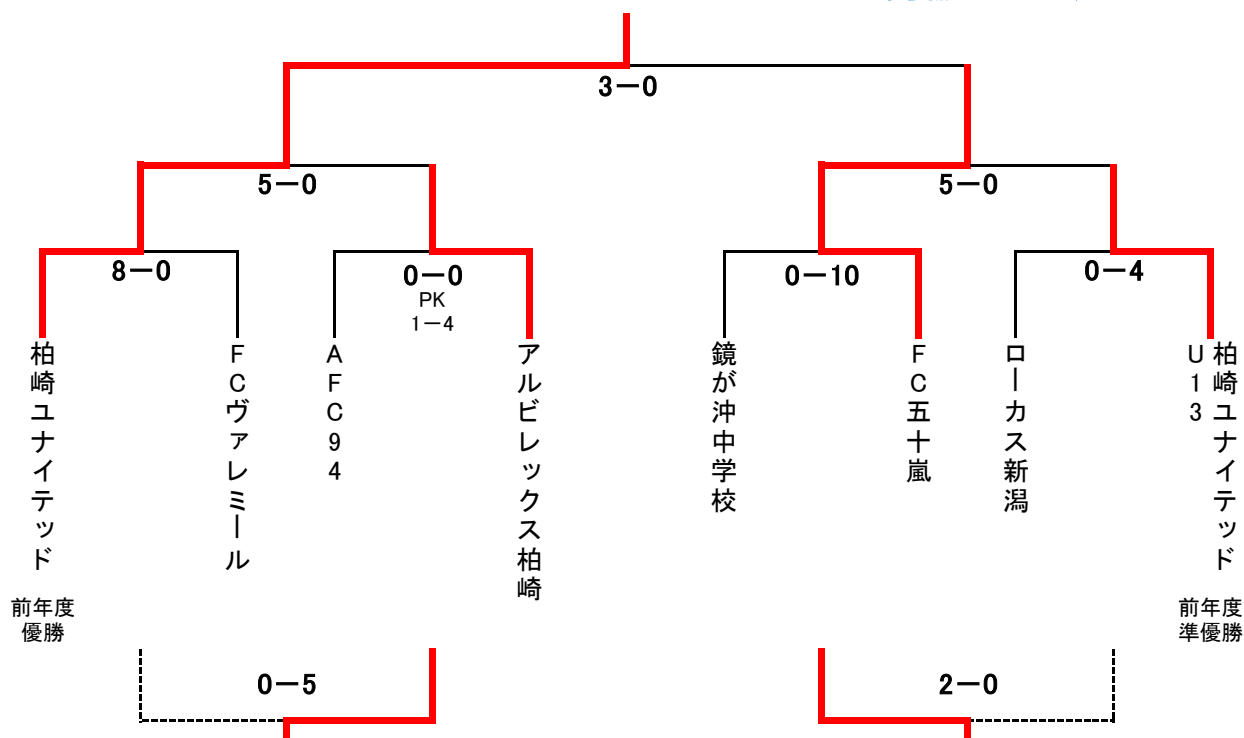 3－0
5－0
5－0
8－0
0－0
PK
1－4
0－10
0－4
柏崎ユナイテッド
FCヴァレミール
AFC94
アルビレックス柏崎
鏡が沖中学校
FC五十嵐
ローカス新潟
柏崎ユナイテッド
U13
前年度
優勝
前年度
準優勝
0－5
2－0